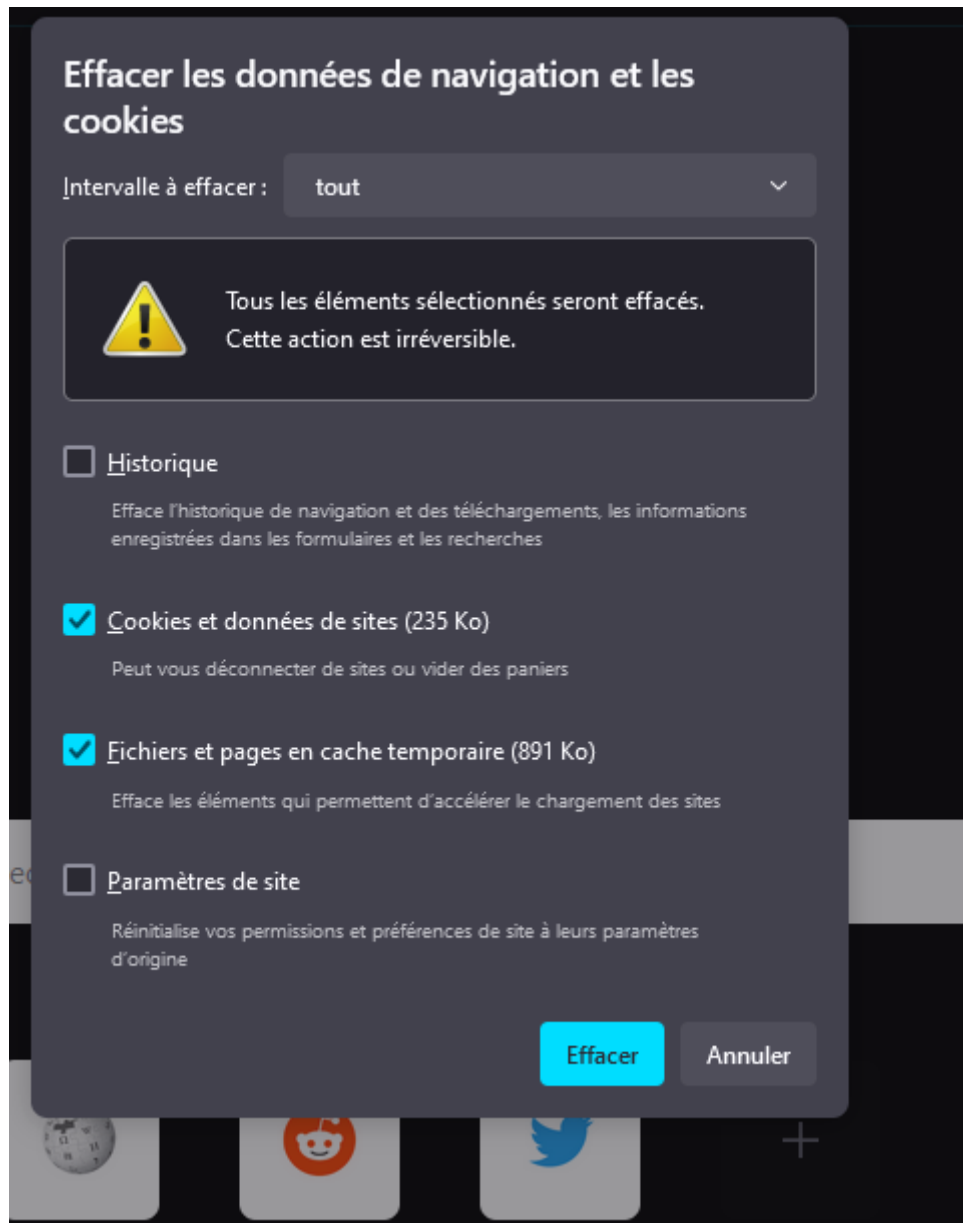 Effacer les données de navigation et les
cookies
Intervalle à effacer : tout
Tous les éléments sélectionnés seront effacés.
Cette action est irréversible.
Historique
Efface l’historique de navigation et des téléchargements, les informations
enregistrées dans les formulaires et les recherches
Cookies et données de sites (235 Ko)
Peut vous déconnecter de sites ou vider des paniers
Fichiers et pages en cache temporaire (891 Ko)
Efface les éléments qui permettent d’accélérer le chargement des sites
Paramètres de site
Réinitialise vos permissions et préférences de site à leurs paramètres
d’origine
Effacer Annuler